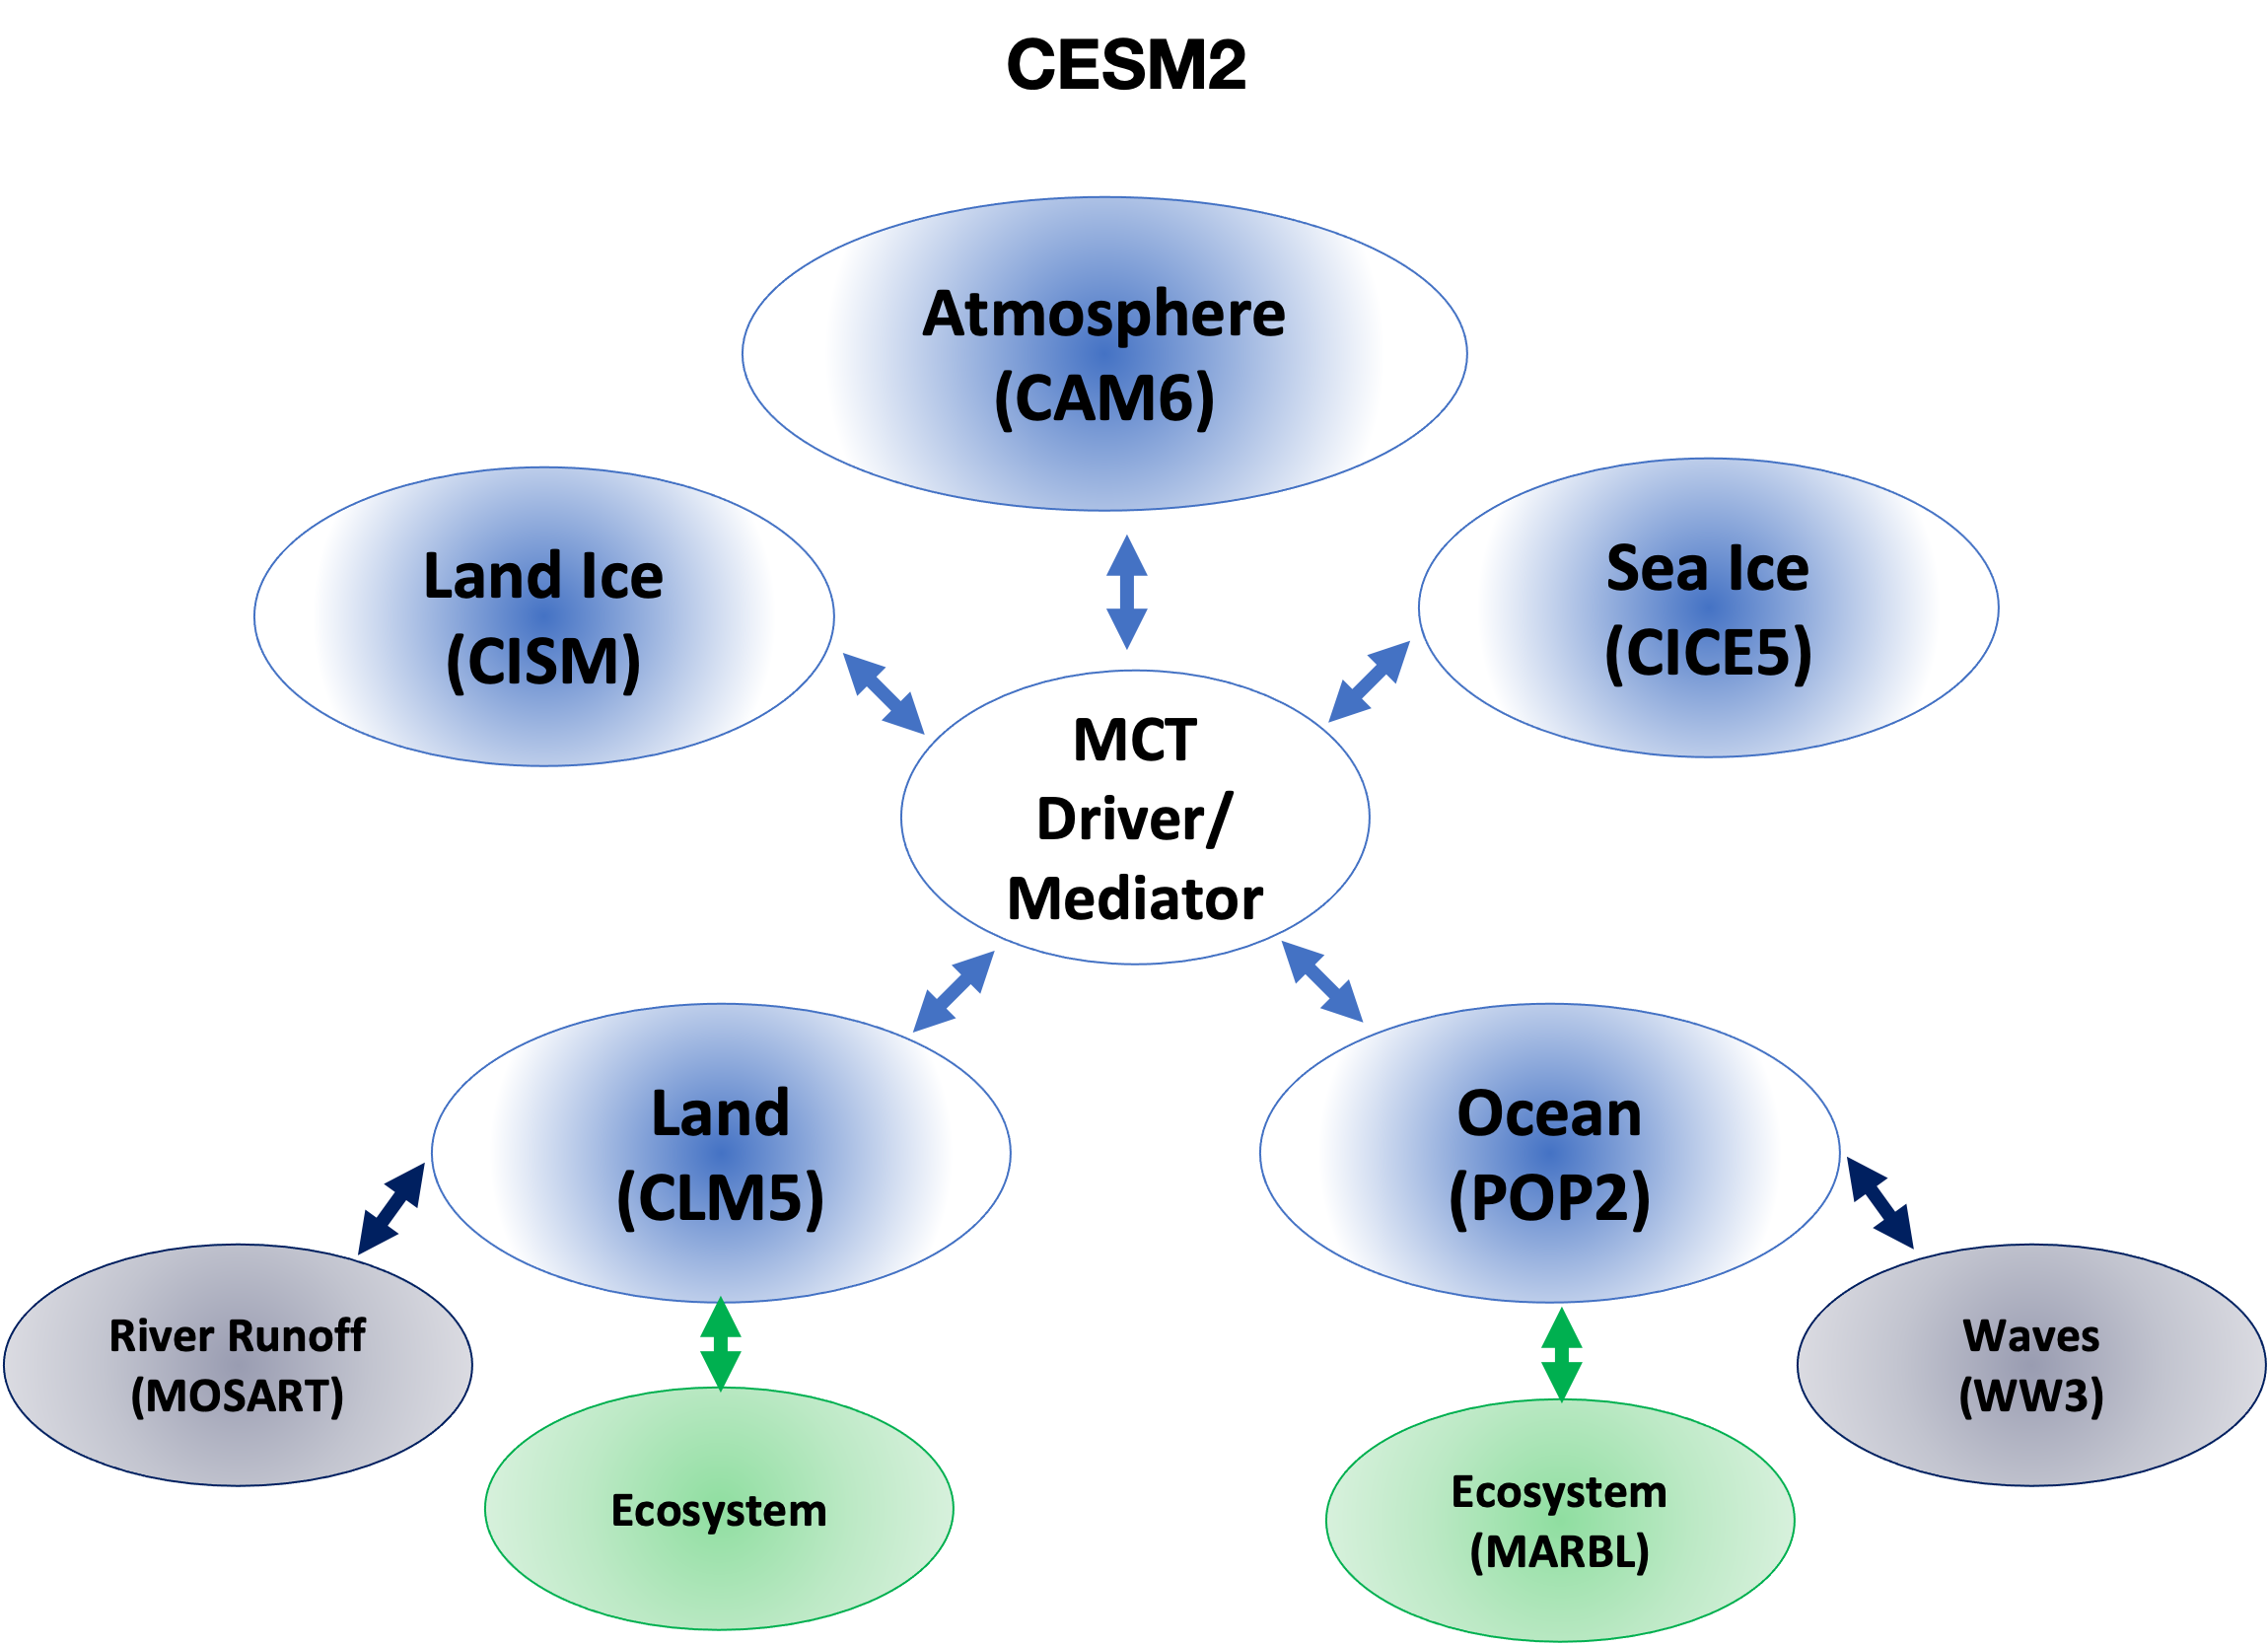 CESM2
Atmosphere
(CAM6)
Land Ice
(CISM)
Sea Ice
(CICE5)
MCT
Driver/
Mediator
Land
(CLM5)
Ocean
(POP2)
River Runoff
(MOSART)
Waves
(WW3)
Ecosystem
Ecosystem
(MARBL)